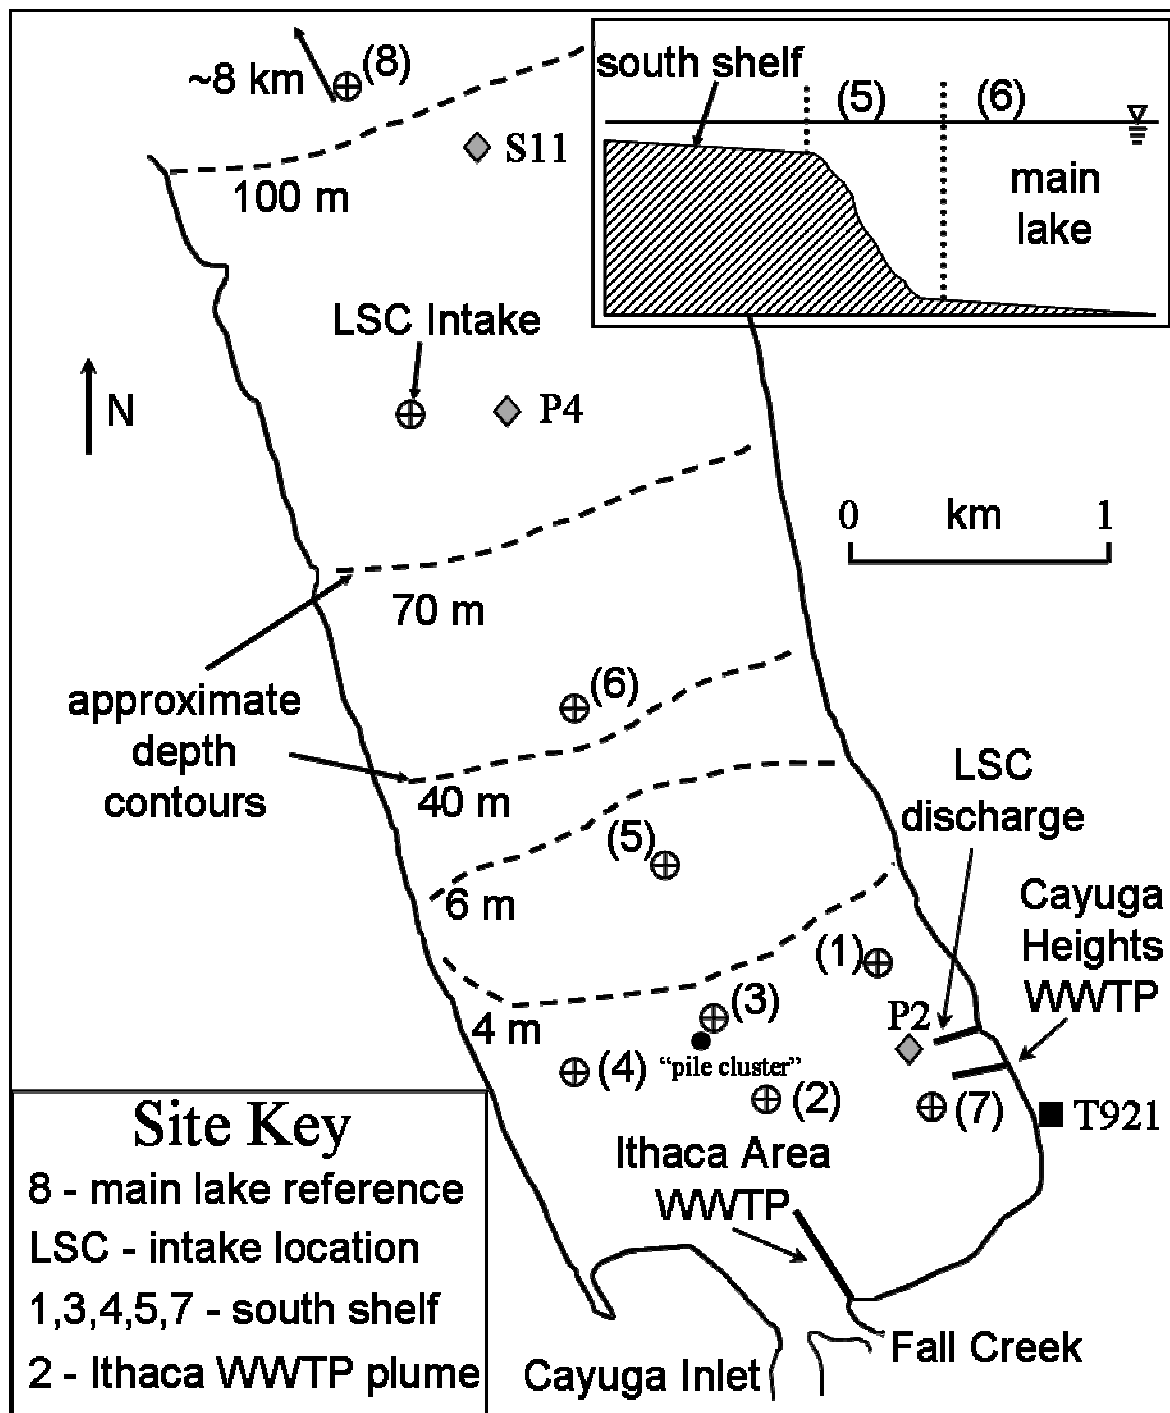 ~8 km
(8)
S11
100 m
south shelf
(5)
(6)
main
lake
LSC Intake
P4
N
0 km 1
70 m
approximate
depth
contours
(6)
40 m
(5)
6 m
LSC
discharge
Cayuga
Heights
WWTP
(1)
(3)
P2
4 m
"pile cluster"
(4)
(2)
(7)
T921
Ithaca Area
WWTP
Fall Creek
Cayuga Inlet
Site Key
8 - main lake reference
LSC - intake location
1,3,4,5,7 - south shelf
2 - Ithaca WWTP plume